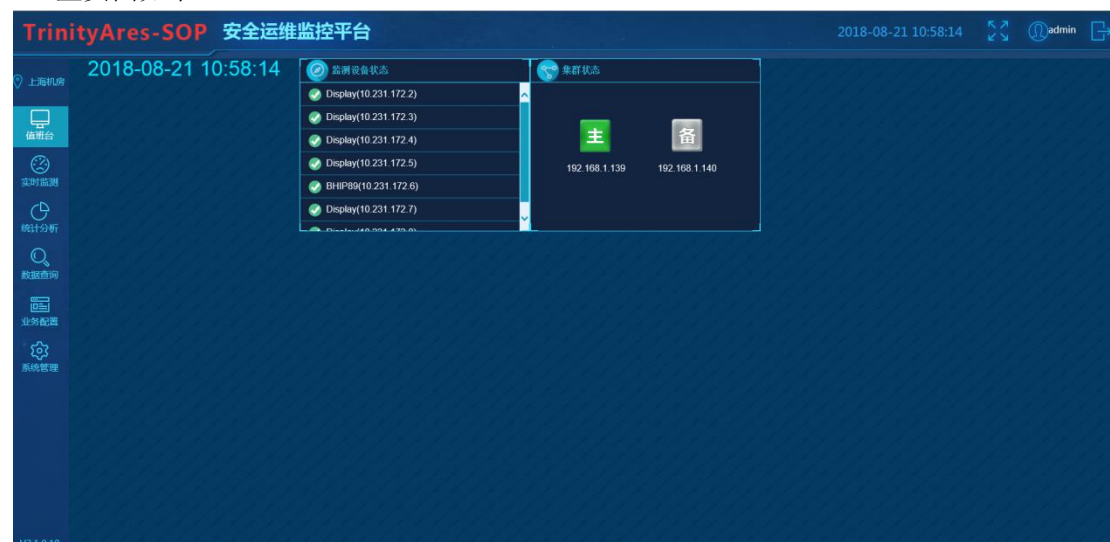 TrinityAres-SOP 安全运维监控平台
2018-08-21 10:58:14
admin
上海机房
2018-08-21 10:58:14
监测设备状态
集群状态
Display(10.231.172.2)
Display(10.231.172.3)
Display(10.231.172.4)
Display(10.231.172.5)
BHIP89(10.231.172.6)
Display(10.231.172.7)
主
备
192.168.1.139
192.168.1.140
值班台
实时监测
统计分析
数据查询
业务配置
系统管理